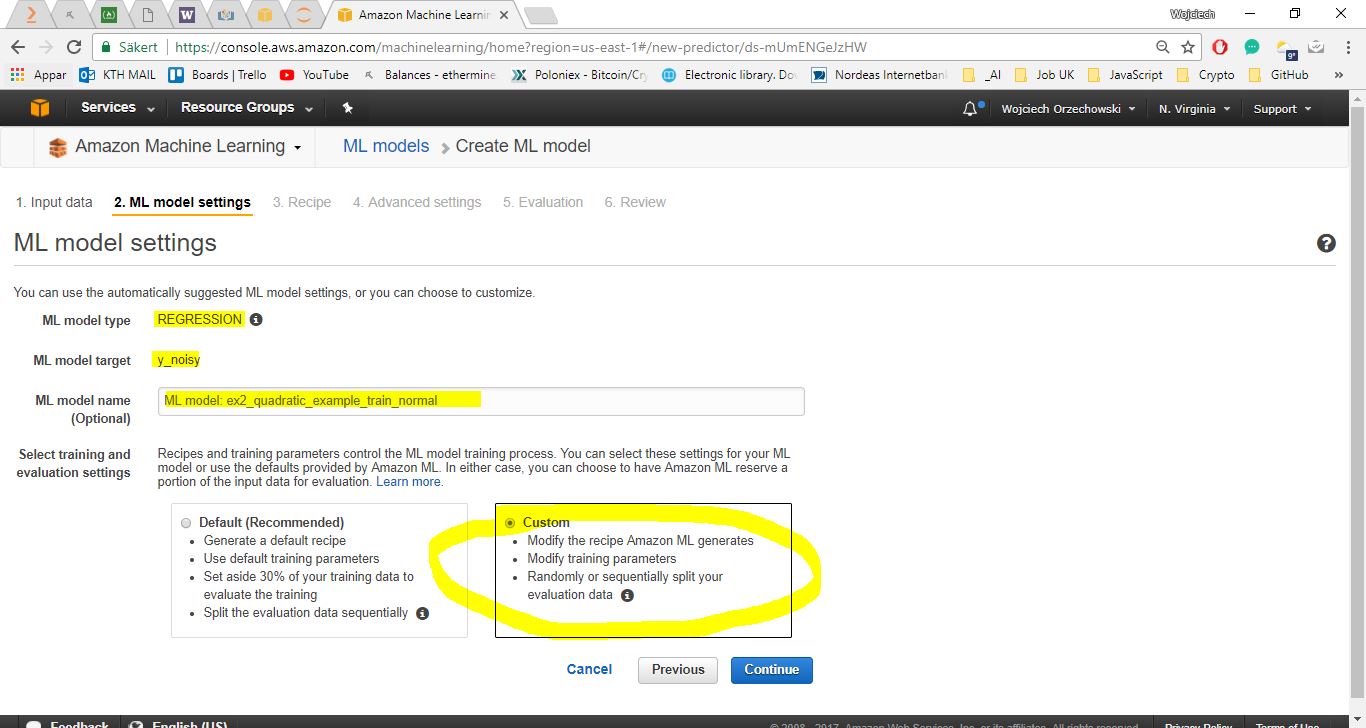 Amazon Machine Learnin
Wojciech
Säkert https://console.aws.amazon.com/machinelearning/home?region=us-east-1#/new-predictor/ds-mUmENGeJzHW
9°
Appar KTH MAIL Boards | Trello YouTube Balances - ethermine. Poloniex - Bitcoin/Cry Electronic library. Dov Nordeas Internetbank _AI Job UK JavaScript Crypto GitHub »
Services Resource Groups Wojciech Orzechowski N. Virginia Support
Amazon Machine Learning ML models Create ML model
1. Input data 2. ML model settings 3. Recipe 4. Advanced settings 5. Evaluation 6. Review
ML model settings
You can use the automatically suggested ML model settings, or you can choose to customize.
ML model type REGRESSION
ML model target y_noisy
ML model name ML model: ex2_quadratic_example_train_normal
(Optional)
Select training and evaluation settings
Recipes and training parameters control the ML model training process. You can select these settings for your ML
model or use the defaults provided by Amazon ML. In either case, you can choose to have Amazon ML reserve a
portion of the input data for evaluation. Learn more.
Default (Recommended)
• Generate a default recipe
• Use default training parameters
• Set aside 30% of your training data to
evaluate the training
• Split the evaluation data sequentially
Custom
• Modify the recipe Amazon ML generates
• Modify training parameters
• Randomly or sequentially split your
evaluation data
Cancel Previous Continue
Feedback English (US) © 2008 - 2017, Amazon Web Services, Inc. or its affiliates. All rights reserved. Privacy Policy Terms of Use